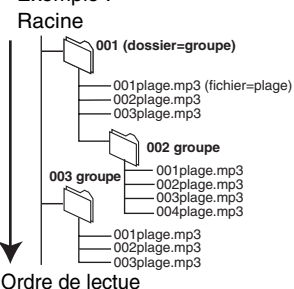 Racine
001 (dossier=groupe)
001plage.mp3 (fichier=plage)
002plage.mp3
003plage.mp3
002 groupe
001plage.mp3
002plage.mp3
003plage.mp3
004plage.mp3
003 groupe
001plage.mp3
002plage.mp3
003plage.mp3
Ordre de lectue